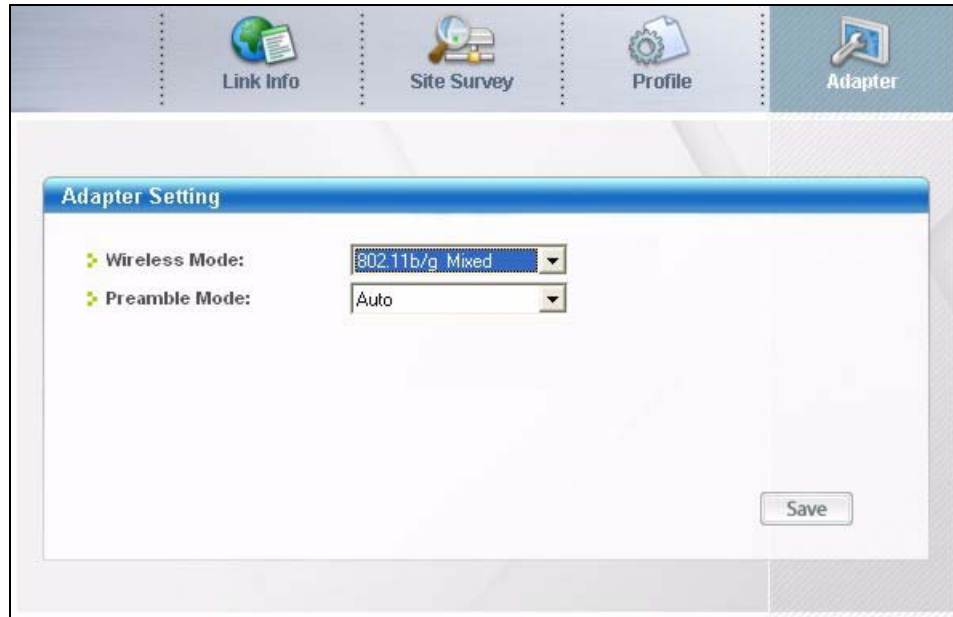 Link Info Site Survey Profile Adapter
Adapter Setting
Wireless Mode: 802.11b/g Mixed
Preamble Mode: Auto
Save